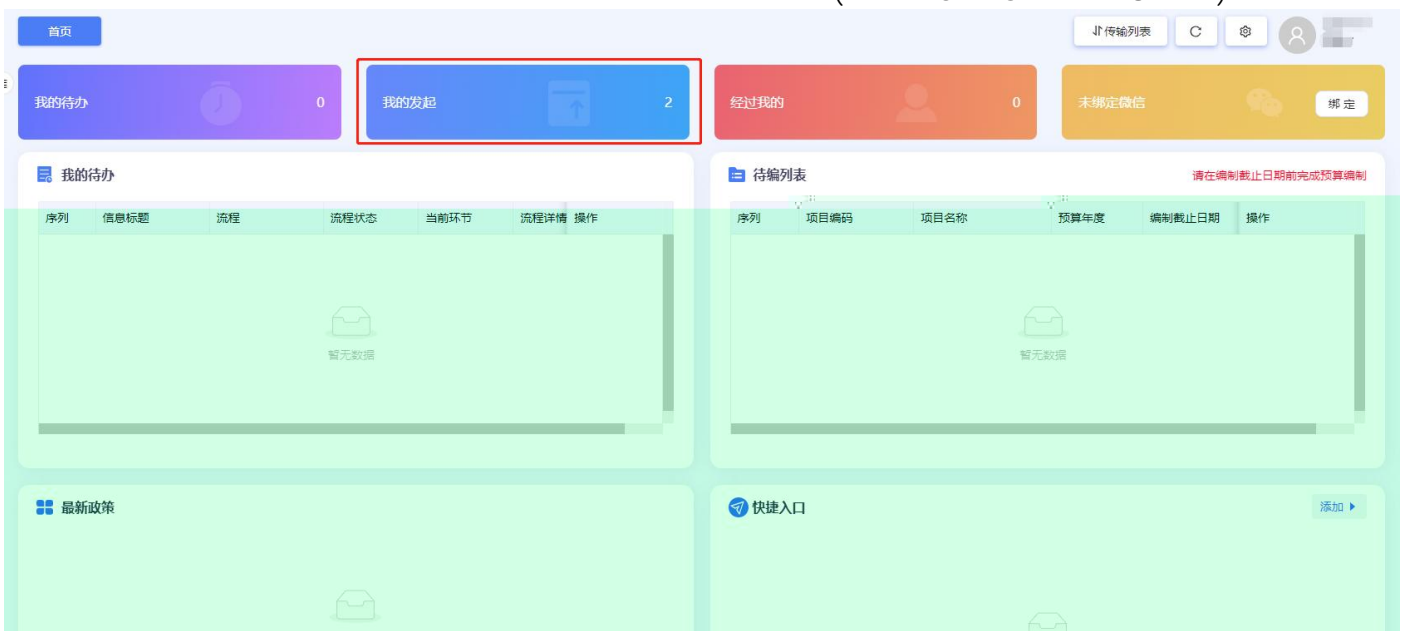 首页
传输列表
我的待办 0
我的发起 2
经过我的 0
未绑定微信 绑定
我的待办
待编列表 请在编制截止日期前完成预算编制
序列 信息标题 流程 流程状态 当前环节 流程详情 操作
序列 项目编码 项目名称 预算年度 编制截止日期 操作
暂无数据
暂无数据
最新政策
快捷入口 添加